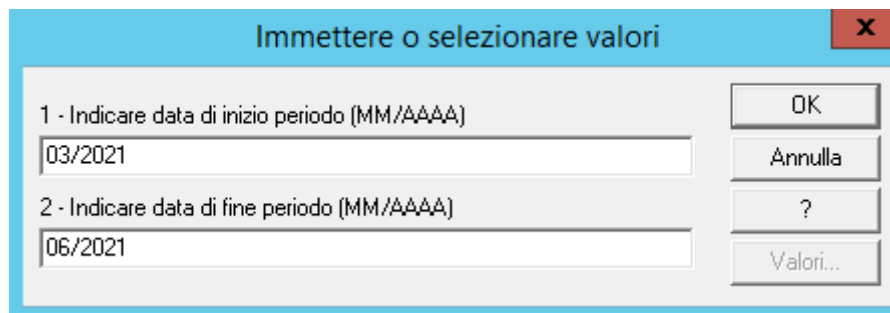 Immettere o selezionare valori
x
1 - Indicare data di inizio periodo (MM/AAAA)
03/2021
2 - Indicare data di fine periodo (MM/AAAA)
06/2021
OK
Annulla
?
Valori...